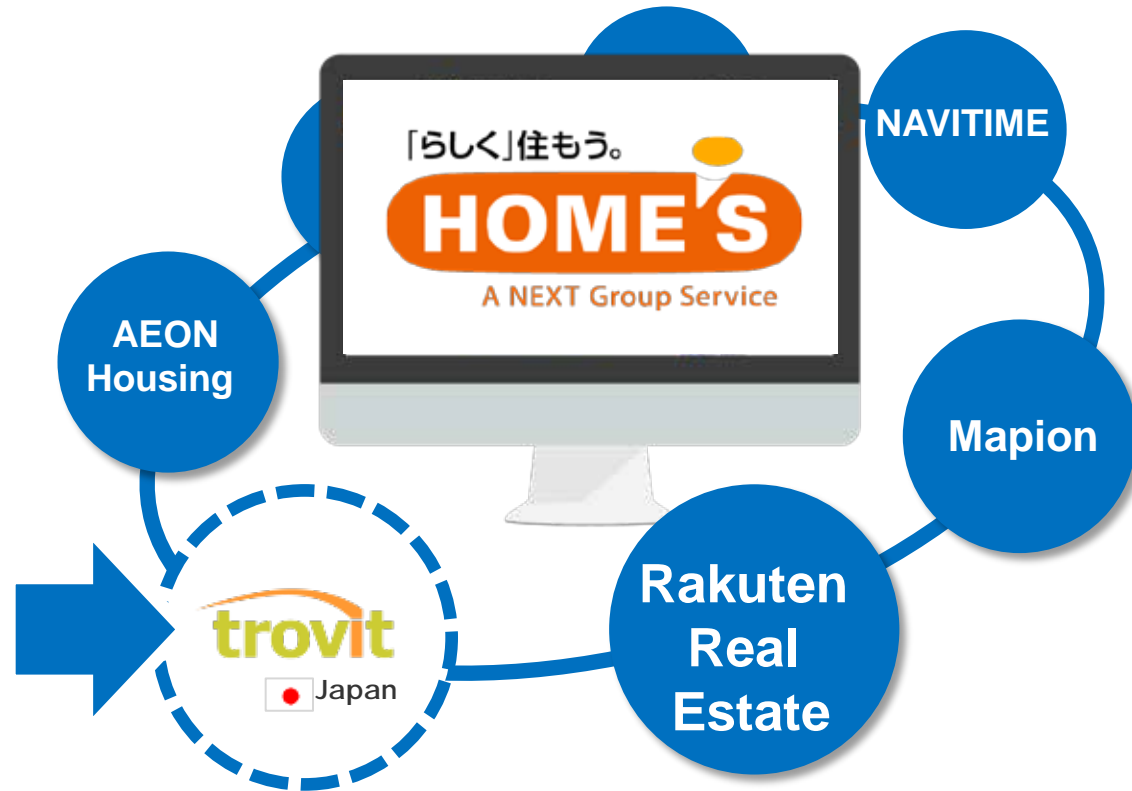 NAVITIME
「らしく」住もう。
HOME'S
A NEXT Group Service
AEON
Housing
Mapion
Rakuten
Real
Estate
trovit
Japan